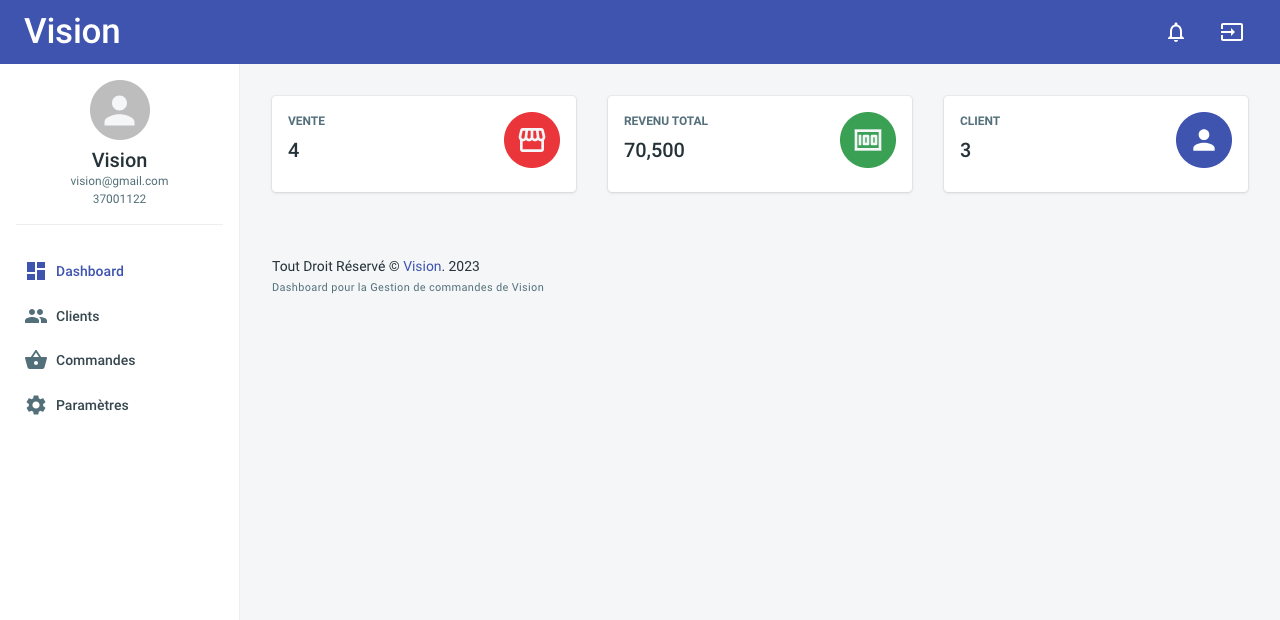 Vision
Vision
vision@gmail.com
37001122
Dashboard
Clients
Commandes
Paramètres
VENTE
4
REVENU TOTAL
70,500
CLIENT
3
Tout Droit Réservé © Vision. 2023
Dashboard pour la Gestion de commandes de Vision